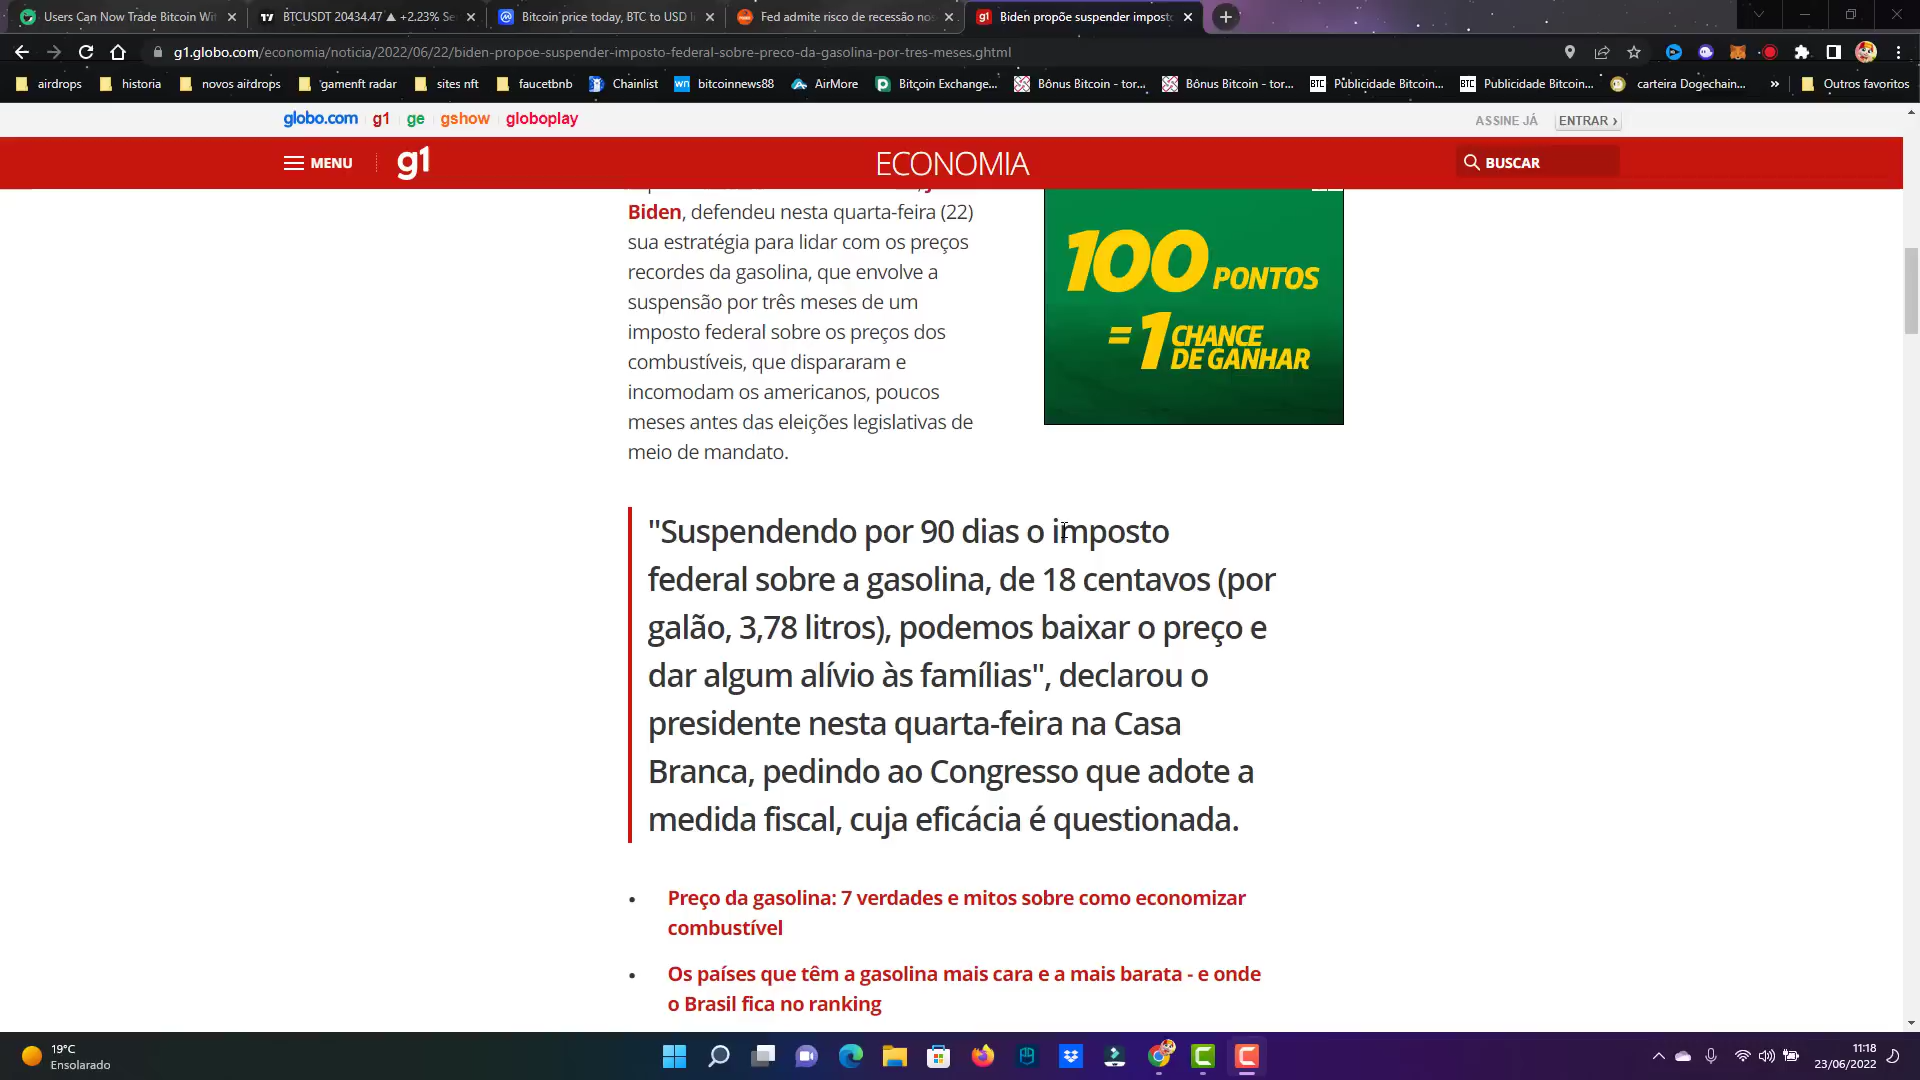 Users Can Now Trade Bitcoin Wit
BTCUSDT 20434.47 ▲ +2.23% Se
Bitcoin price today, BTC to USD l
Fed admite risco de recessão no
Biden propõe suspender imposto
g1.globo.com/economia/noticia/2022/06/22/biden-propoe-suspender-imposto-federal-sobre-preco-da-gasolina-por-tres-meses.ghtml
airdrops
historia
novos airdrops
gamenft radar
sites nft
faucetbnb
Chainlist
bitcoinnews88
AirMore
Bitcoin Exchange...
Bônus Bitcoin - tor...
Bônus Bitcoin - tor...
BTC Publicidade Bitcoin...
BTC Publicidade Bitcoin...
carteira Dogechain...
»
Outros favoritos
globo.com g1 ge gshow globoplay
ASSINE JÁ
ENTRAR ›
MENU
g1
ECONOMIA
BUSCAR
Biden, defendeu nesta quarta-feira (22)
sua estratégia para lidar com os preços
recordes da gasolina, que envolve a
suspensão por três meses de um
imposto federal sobre os preços dos
combustíveis, que dispararam e
incomodam os americanos, poucos
meses antes das eleições legislativas de
meio de mandato.
100 PONTOS
= 1 CHANCE
DE GANHAR
"Suspendendo por 90 dias o imposto
federal sobre a gasolina, de 18 centavos (por
galão, 3,78 litros), podemos baixar o preço e
dar algum alívio às famílias", declarou o
presidente nesta quarta-feira na Casa
Branca, pedindo ao Congresso que adote a
medida fiscal, cuja eficácia é questionada.
• Preço da gasolina: 7 verdades e mitos sobre como economizar
combustível
• Os países que têm a gasolina mais cara e a mais barata - e onde
o Brasil fica no ranking
19°C
Ensolarado
11:18
23/06/2022